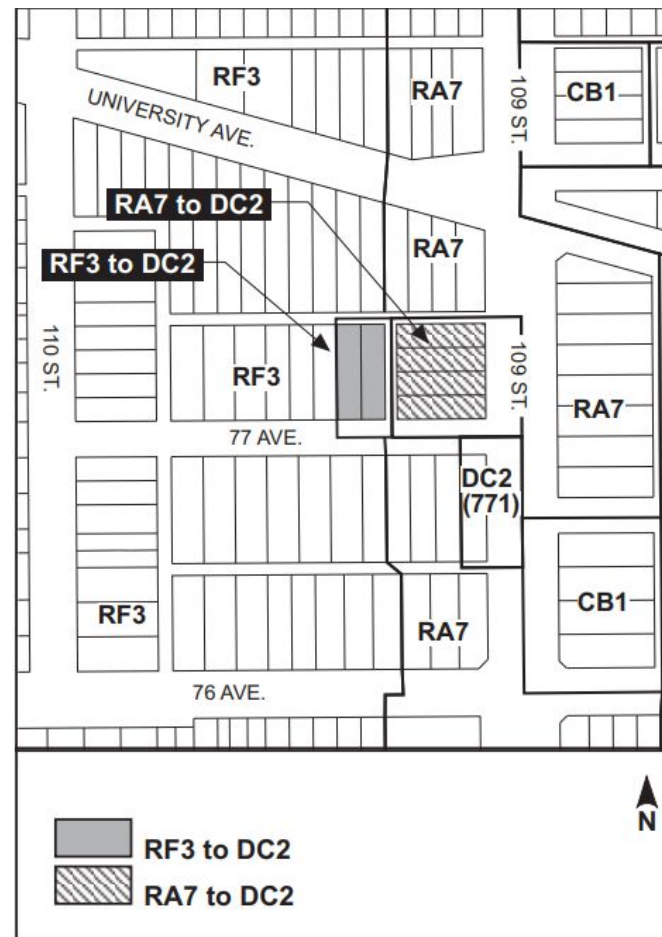 RF3
RA7
109 ST.
CB1
UNIVERSITY AVE.
RA7 to DC2
RA7
RF3 to DC2
110 ST.
RF3
109 ST.
RA7
77 AVE.
DC2
(771)
RF3
RA7
CB1
76 AVE.
N
RF3 to DC2
RA7 to DC2